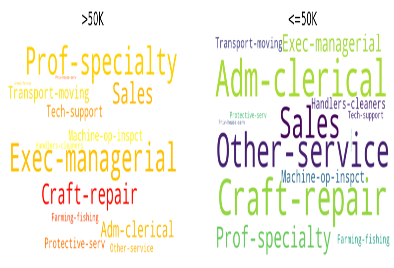 >50K
Prof-specialty
Transport-moving
Sales
Tech-support
Machine-op-inspct
Handlers-cleaners
Exec-managerial
Craft-repair
Farming-fishing
Adm-clerical
Protective-serv
Other-service
<=50K
Transport-moving
Exec-managerial
Adm-clerical
Handlers-cleaners
Protective-serv
Tech-support
Sales
Other-service
Machine-op-inspct
Craft-repair
Prof-specialty
Farming-fishing